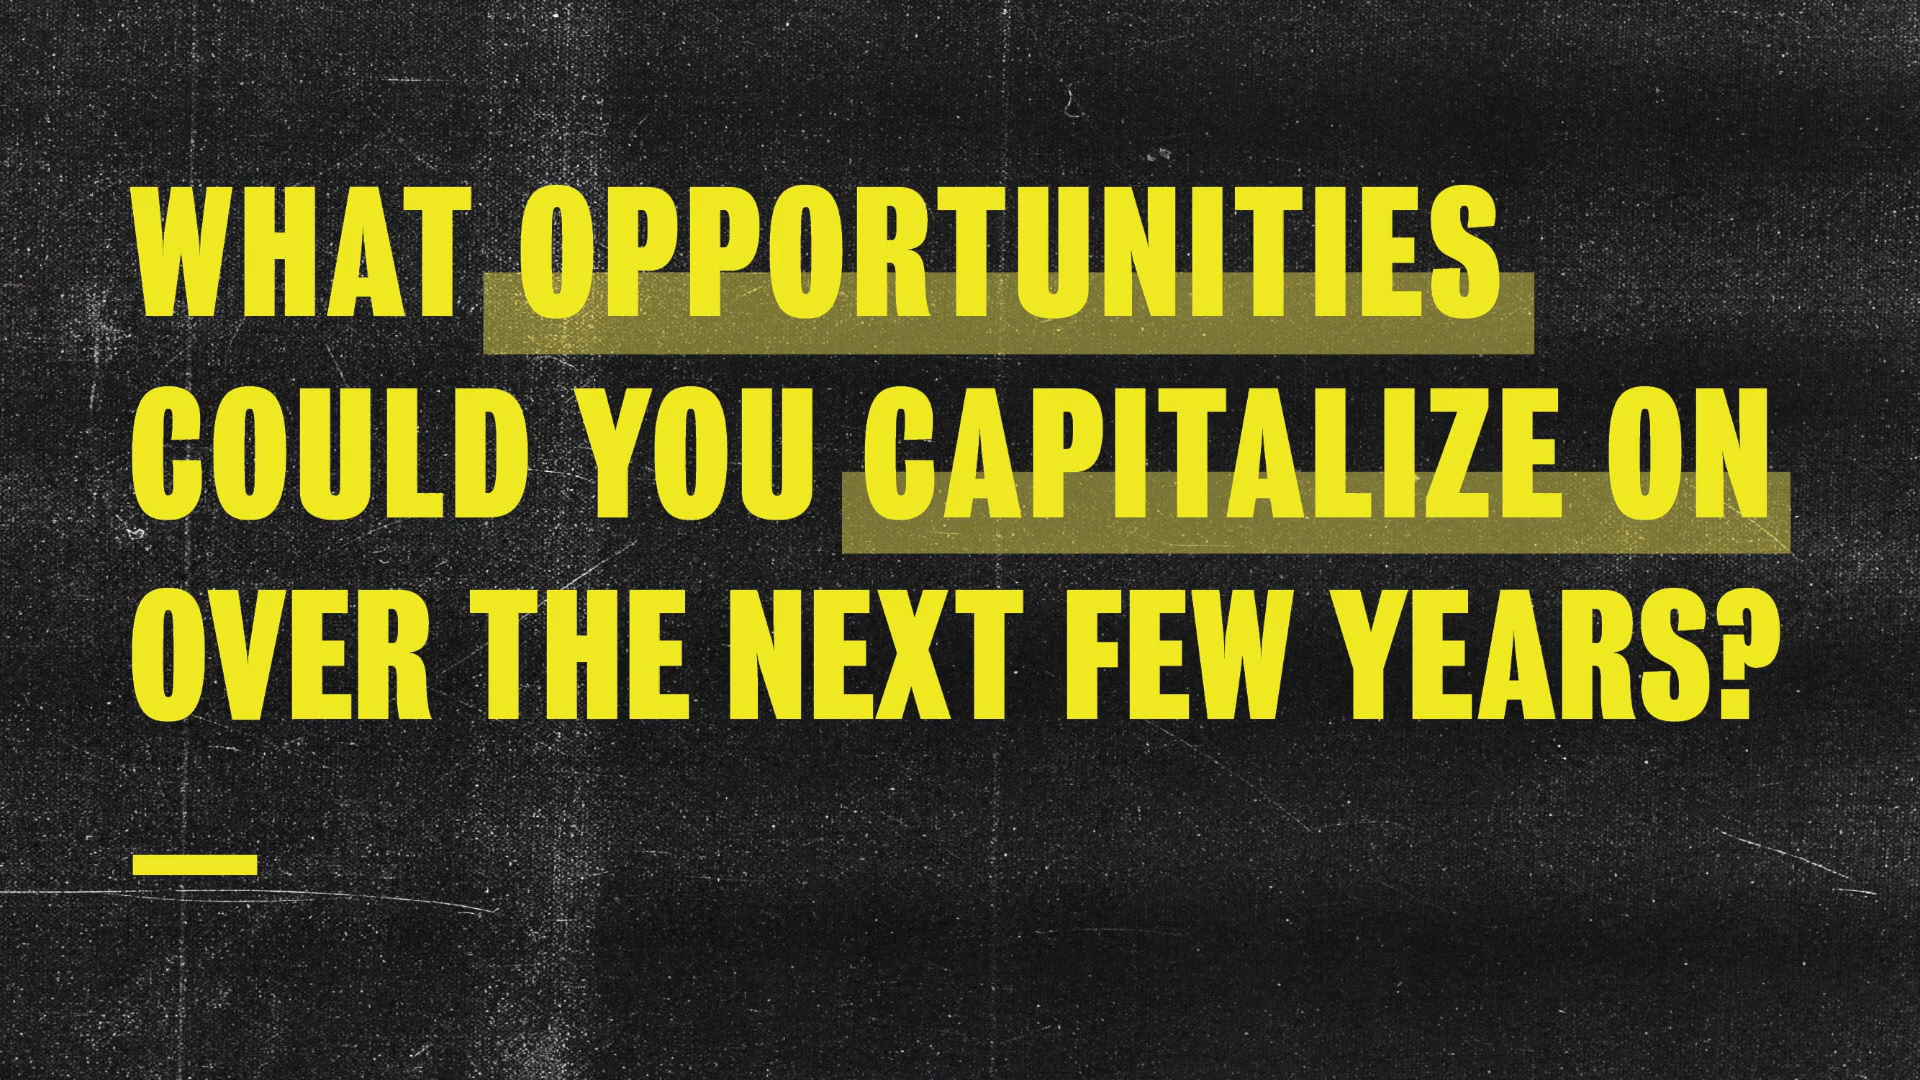 WHAT OPPORTUNITIES
COULD YOU CAPITALIZE ON
OVER THE NEXT FEW YEARS?